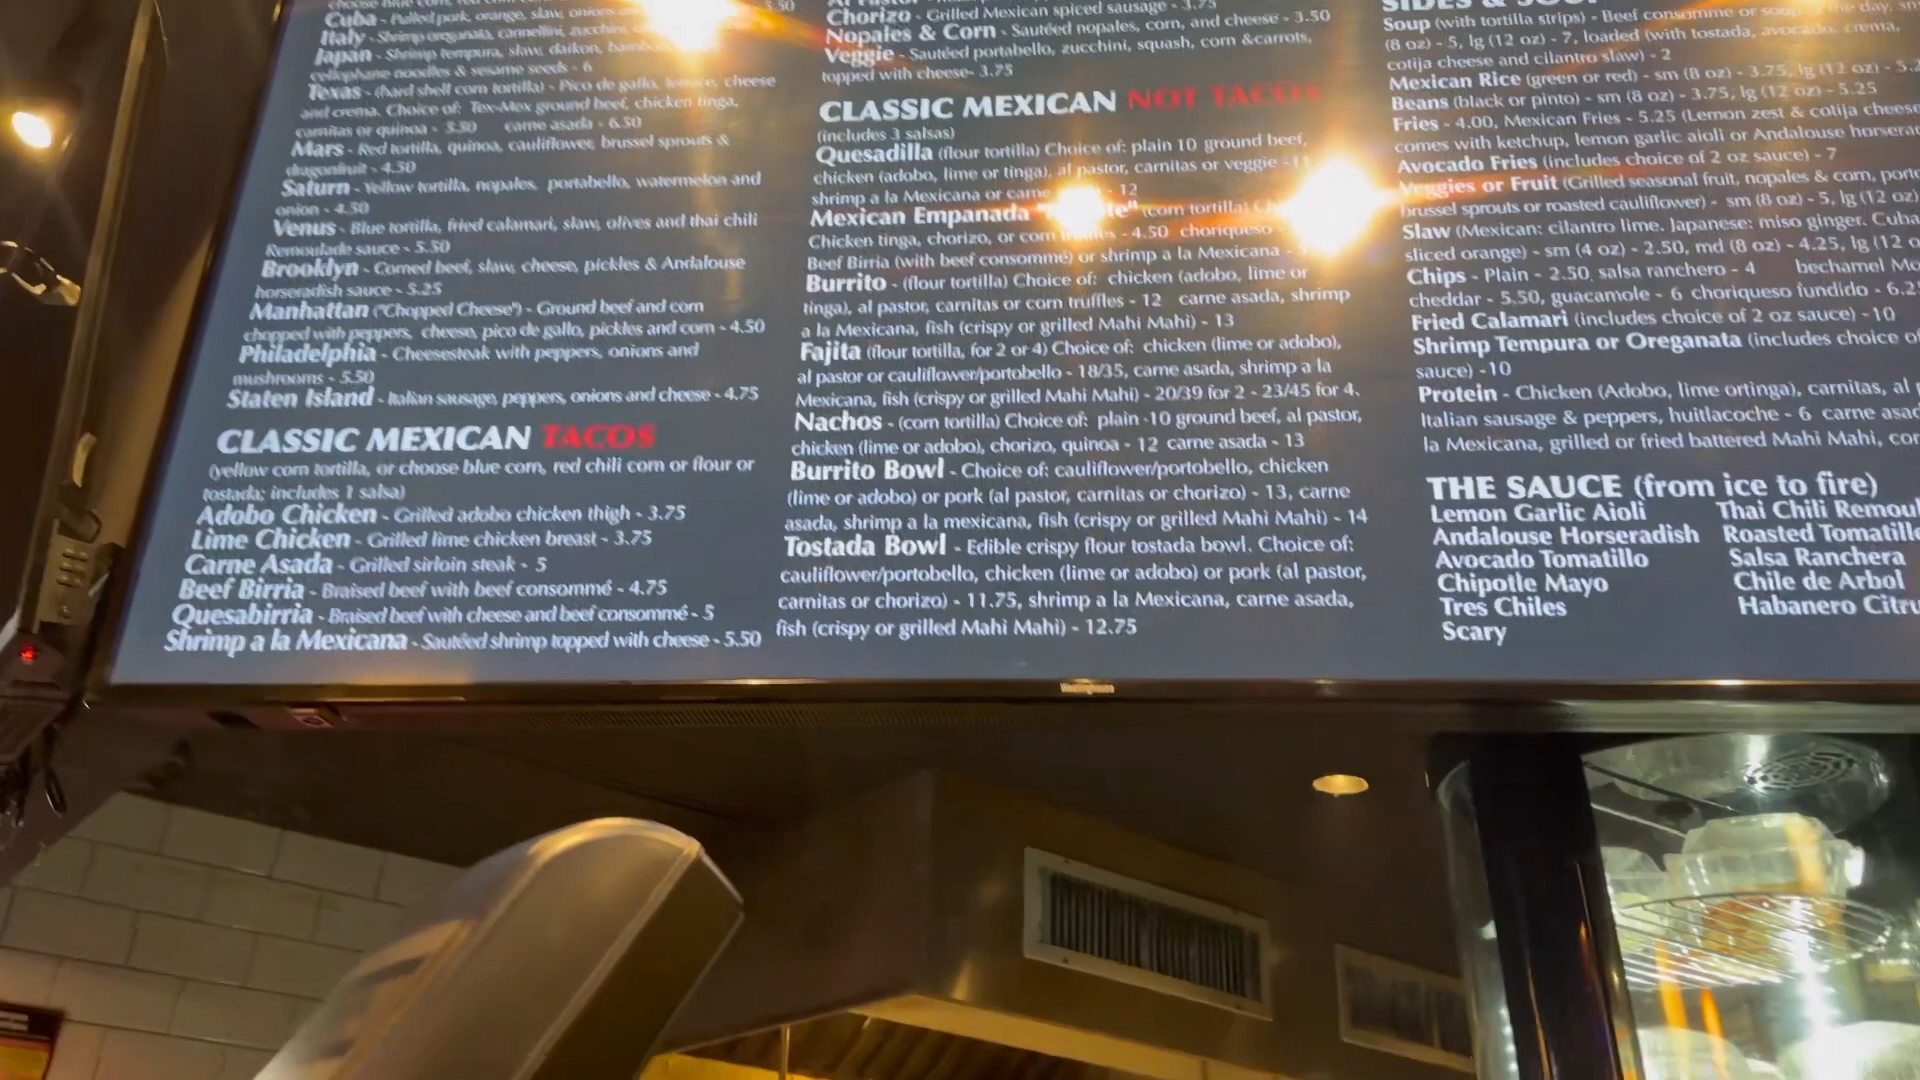 Cuba - Pulled pork, orange, slaw, onions
Italy - Shrimp oreganata, cannellini, zucchini,
Japan - Shrimp tempura, slaw, daikon, bamboo
cellophane noodles & sesame seeds - 6
Texas - (hard shell corn tortilla) - Pico de gallo, lettuce, cheese
and crema. Choice of: Tex-Mex ground beef, chicken tinga,
carnitas or quinoa - 5.50 carne asada - 6.50
Mars - Red tortilla, quinoa, cauliflower, brussel sprouts &
dragonfruit - 4.50
Saturn - Yellow tortilla, nopales, portobello, watermelon and
onion - 4.50
Venus - Blue tortilla, fried calamari, slaw, olives and thai chili
Remoulade sauce - 5.50
Brooklyn - Corned beef, slaw, cheese, pickles & Andalouse
horseradish sauce - 5.25
Manhattan ("Chopped Cheese") - Ground beef and corn
chopped with peppers, cheese, pico de gallo, pickles and corn - 4.50
Philadelphia - Cheesesteak with peppers, onions and
mushrooms - 5.50
Staten Island - Italian sausage, peppers, onions and cheese - 4.75
CLASSIC MEXICAN TACOS
(yellow corn tortilla, or choose blue corn, red chili corn or flour or
tostada; includes 1 salsa)
Adobo Chicken - Grilled adobo chicken thigh - 3.75
Lime Chicken - Grilled lime chicken breast - 3.75
Carne Asada - Grilled sirloin steak - 5
Beef Birria - Braised beef with beef consommé - 4.75
Quesabirria - Braised beef with cheese and beef consommé - 5
Shrimp a la Mexicana - Sautéed shrimp topped with cheese - 5.50
Chorizo - Grilled Mexican spiced sausage - 3.75
Nopales & Corn - Sautéed nopales, corn, and cheese - 3.50
Veggie - Sautéed portabello, zucchini, squash, corn &carrots,
topped with cheese- 3.75
CLASSIC MEXICAN NOT TACOS
(includes 3 salsas)
Quesadilla (flour tortilla) Choice of: plain 10 ground beef,
chicken (adobo, lime or tinga), al pastor, carnitas or veggie -
shrimp a la Mexicana or carne - 12
Mexican Empanada (corn tortilla)
Chicken tinga, chorizo, or corn truffles - 4.50 choriqueso -
Beef Birria (with beef consommé) or shrimp a la Mexicana -
Burrito - (flour tortilla) Choice of: chicken (adobo, lime or
tinga), al pastor, carnitas or corn truffles - 12 carne asada, shrimp
a la Mexicana, fish (crispy or grilled Mahi Mahi) - 13
Fajita (flour tortilla, for 2 or 4) Choice of: chicken (lime or adobo),
al pastor or cauliflower/portobello - 18/35, carne asada, shrimp a la
Mexicana, fish (crispy or grilled Mahi Mahi) - 20/39 for 2 - 23/45 for 4.
Nachos - (corn tortilla) Choice of: plain -10 ground beef, al pastor,
chicken (lime or adobo), chorizo, quinoa - 12 carne asada - 13
Burrito Bowl - Choice of: cauliflower/portobello, chicken
(lime or adobo) or pork (al pastor, carnitas or chorizo) - 13, carne
asada, shrimp a la mexicana, fish (crispy or grilled Mahi Mahi) - 14
Tostada Bowl - Edible crispy flour tostada bowl. Choice of:
cauliflower/portobello, chicken (lime or adobo) or pork (al pastor,
carnitas or chorizo) - 11.75, shrimp a la Mexicana, carne asada,
fish (crispy or grilled Mahi Mahi) - 12.75
SIDES & SOUP
Soup (with tortilla strips) - Beef consomme or soup of the day, sm
(8 oz) - 5, lg (12 oz) - 7, loaded (with tostada, avocado, crema,
cotija cheese and cilantro slaw) - 2
Mexican Rice (green or red) - sm (8 oz) - 3.75, lg (12 oz) - 5.2
Beans (black or pinto) - sm (8 oz) - 3.75, lg (12 oz) - 5.25
Fries - 4.00, Mexican Fries - 5.25 (Lemon zest & cotija cheese
comes with ketchup, lemon garlic aioli or Andalouse horserad
Avocado Fries (includes choice of 2 oz sauce) - 7
Veggies or Fruit (Grilled seasonal fruit, nopales & corn, porto
brussel sprouts or roasted cauliflower) - sm (8 oz) - 5, lg (12 oz)
Slaw (Mexican: cilantro lime. Japanese: miso ginger. Cuba
sliced orange) - sm (4 oz) - 2.50, md (8 oz) - 4.25, lg (12 o
Chips - Plain - 2.50, salsa ranchero - 4 bechamel Mo
cheddar - 5.50, guacamole - 6 choriqueso fundido - 6.2
Fried Calamari (includes choice of 2 oz sauce) -10
Shrimp Tempura or Oreganata (includes choice of
sauce) -10
Protein - Chicken (Adobo, lime ortinga), carnitas, al
Italian sausage & peppers, huitlacoche - 6 carne asad
la Mexicana, grilled or fried battered Mahi Mahi, cor
THE SAUCE (from ice to fire)
Lemon Garlic Aioli Thai Chili Remoul
Andalouse Horseradish Roasted Tomatillo
Avocado Tomatillo Salsa Ranchera
Chipotle Mayo Chile de Arbol
Tres Chiles Habanero Citru
Scary
Westinghouse